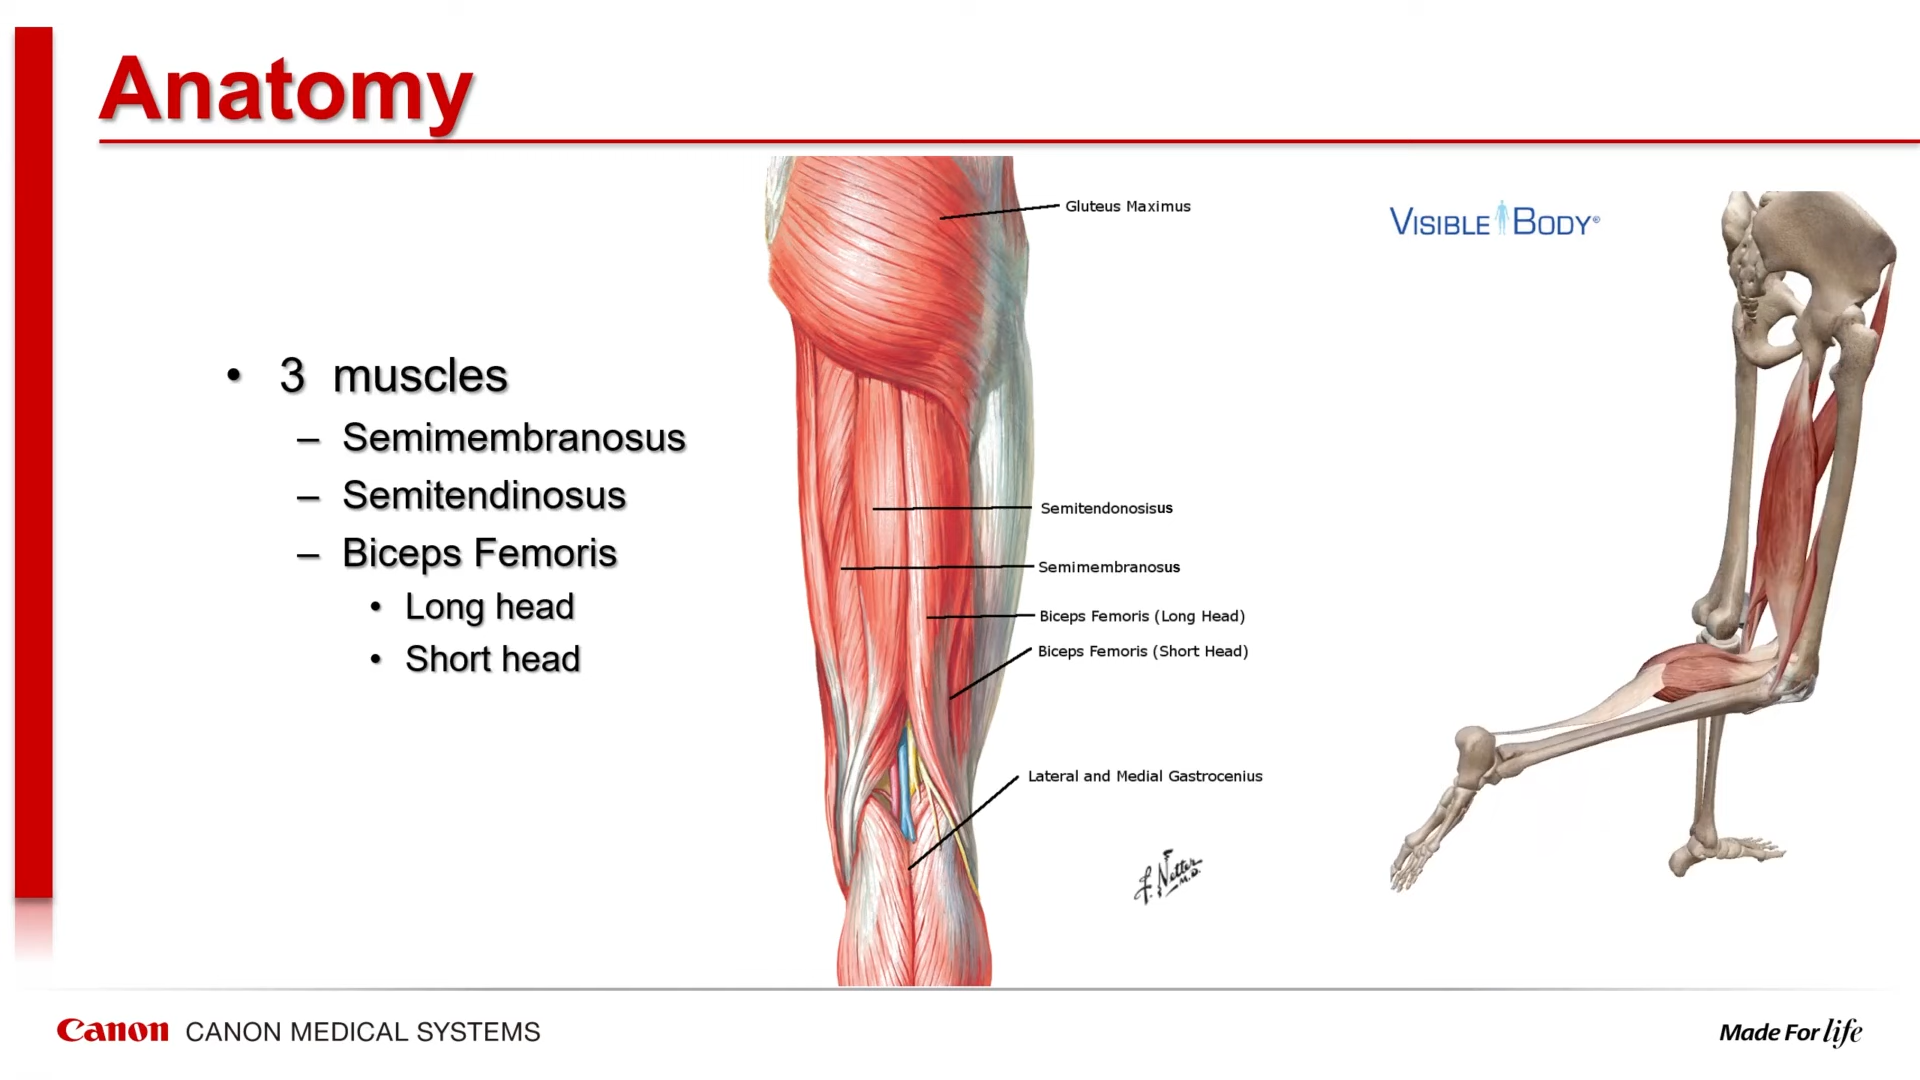 Anatomy
• 3 muscles
– Semimembranosus
– Semitendinosus
– Biceps Femoris
• Long head
• Short head
Gluteus Maximus
Semitendonosisus
Semimembranosus
Biceps Femoris (Long Head)
Biceps Femoris (Short Head)
Lateral and Medial Gastrocenius
F. Netter
M.D.
VISIBLE BODY®
Canon CANON MEDICAL SYSTEMS
Made For life